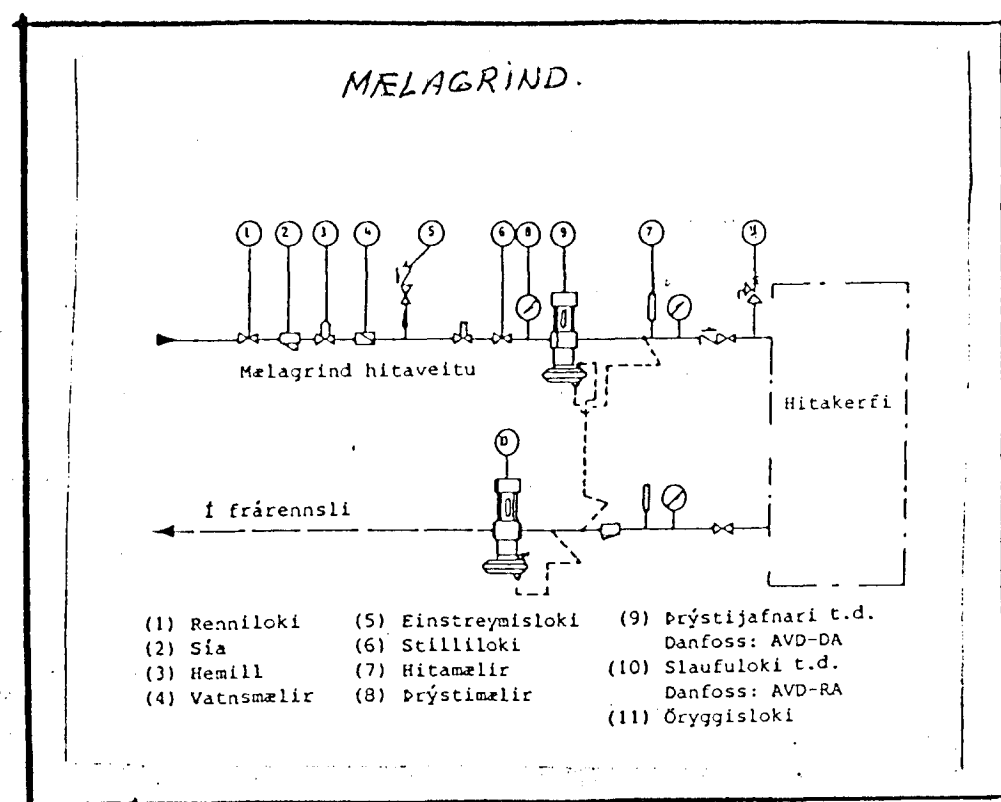 MÆLAGRIND.
1 2 3 4 5 6 8 9 7 11
Mælagrind hitaveitu
Hitakerfi
10
Í frárennsli
(1) Renniloki
(2) Sía
(3) Hemill
(4) Vatnsmælir
(5) Einstreymisloki
(6) Stilliloki
(7) Hitamælir
(8) Þrýstimælir
(9) Þrýstijafnari t.d.
Danfoss: AVD-DA
(10) Slaufuloki t.d.
Danfoss: AVD-RA
(11) Öryggisloki